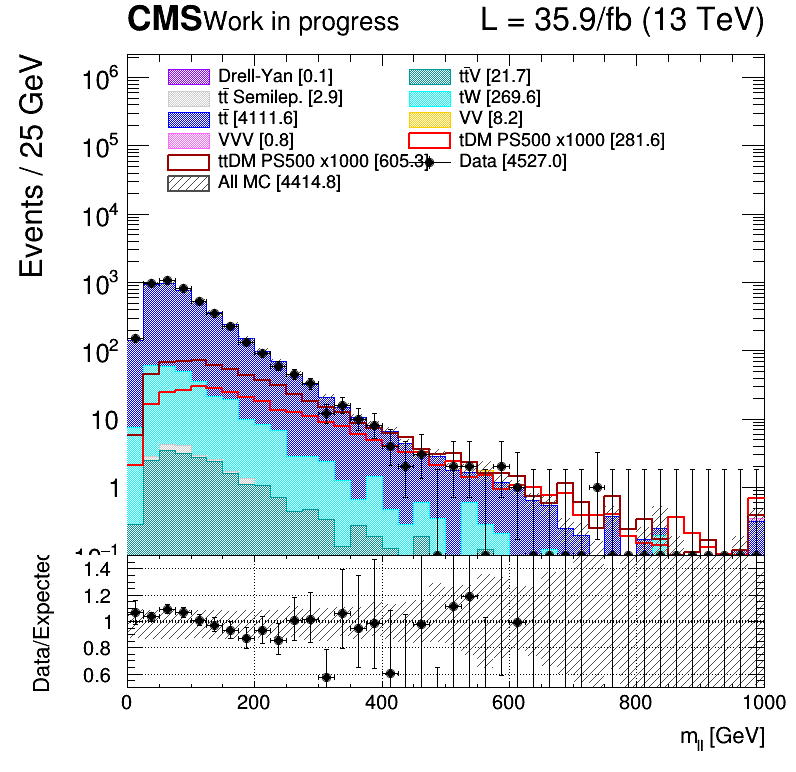 CMS Work in progress L = 35.9/fb (13 TeV)
Events / 25 GeV
Drell-Yan [0.1] tt̄V [21.7]
tt̄ Semilep. [2.9] tW [269.6]
tt̄ [4111.6] VV [8.2]
VVV [0.8] tDM PS500 x1000 [281.6]
ttDM PS500 x1000 [605.3] Data [4527.0]
All MC [4414.8]
10⁶
10⁵
10⁴
10³
10²
10
1
10⁻¹
Data/Expected
1.4
1.2
1
0.8
0.6
0 200 400 600 800 1000
m_ll [GeV]